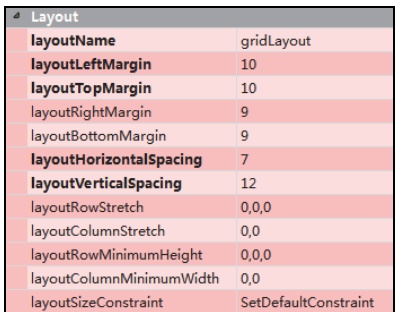 Layout
layoutName gridLayout
layoutLeftMargin 10
layoutTopMargin 10
layoutRightMargin 9
layoutBottomMargin 9
layoutHorizontalSpacing 7
layoutVerticalSpacing 12
layoutRowStretch 0,0,0
layoutColumnStretch 0,0
layoutRowMinimumHeight 0,0,0
layoutColumnMinimumWidth 0,0
layoutSizeConstraint SetDefaultConstraint